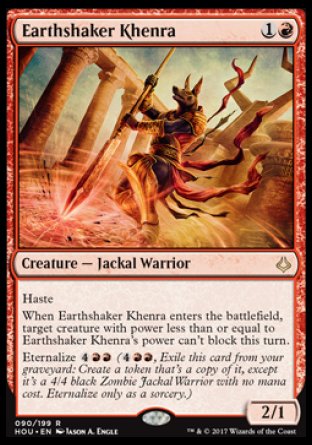 Earthshaker Khenra 1
Creature — Jackal Warrior
Haste
When Earthshaker Khenra enters the battlefield,
target creature with power less than or equal to
Earthshaker Khenra's power can't block this turn.
Eternalize 4 (4, Exile this card from your
graveyard: Create a token that's a copy of it, except
it's a 4/4 black Zombie Jackal Warrior with no mana
cost. Eternalize only as a sorcery.)
2/1
090/199 R
HOU • EN Jason A. Engle ™ & © 2017 Wizards of the Coast